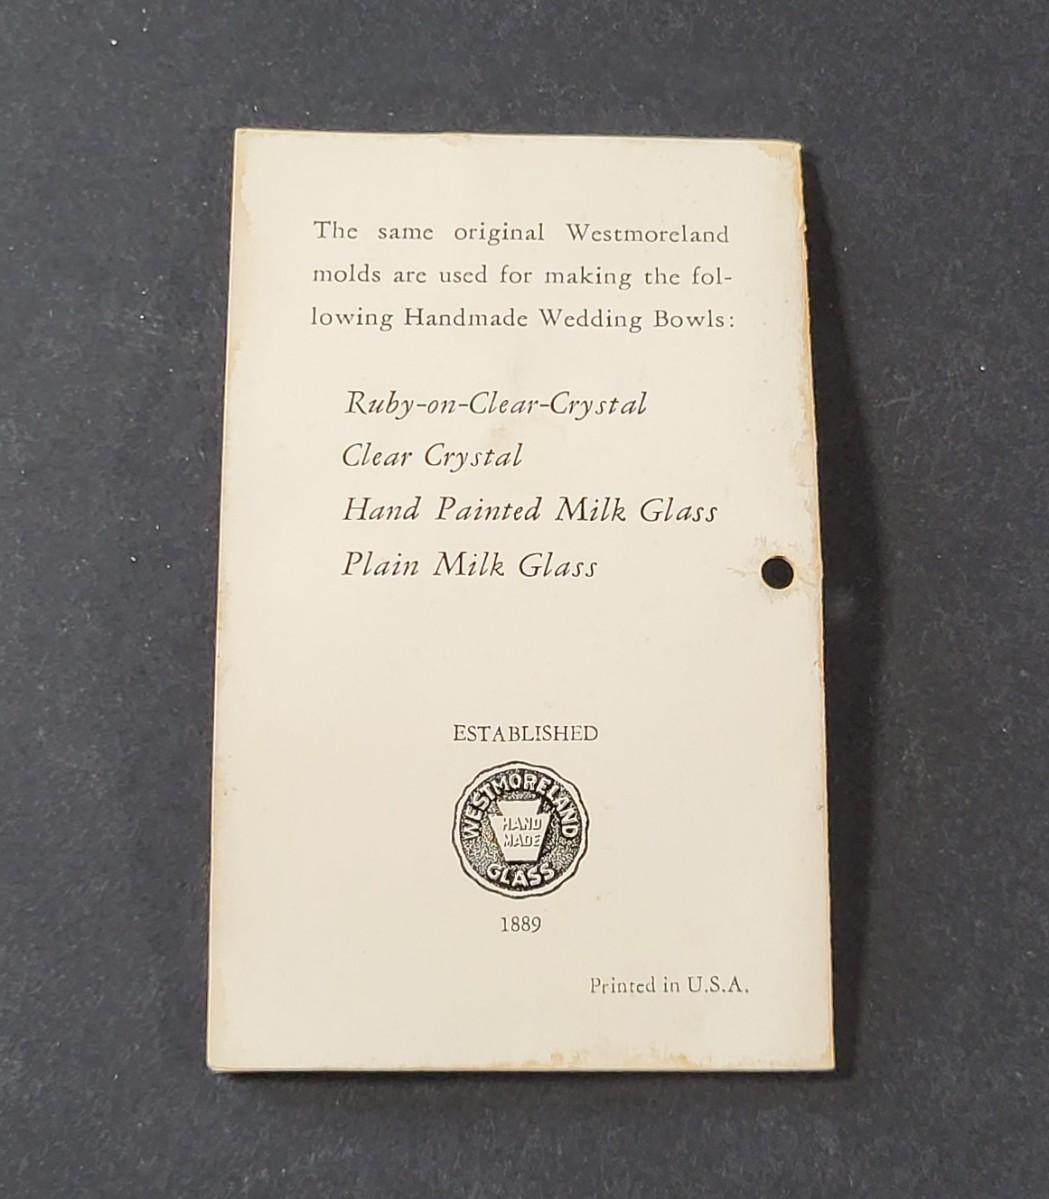 The same original Westmoreland
molds are used for making the fol-
lowing Handmade Wedding Bowls:
Ruby-on-Clear-Crystal
Clear Crystal
Hand Painted Milk Glass
Plain Milk Glass
ESTABLISHED
WESTMORELAND
HAND
MADE
GLASS
1889
Printed in U.S.A.